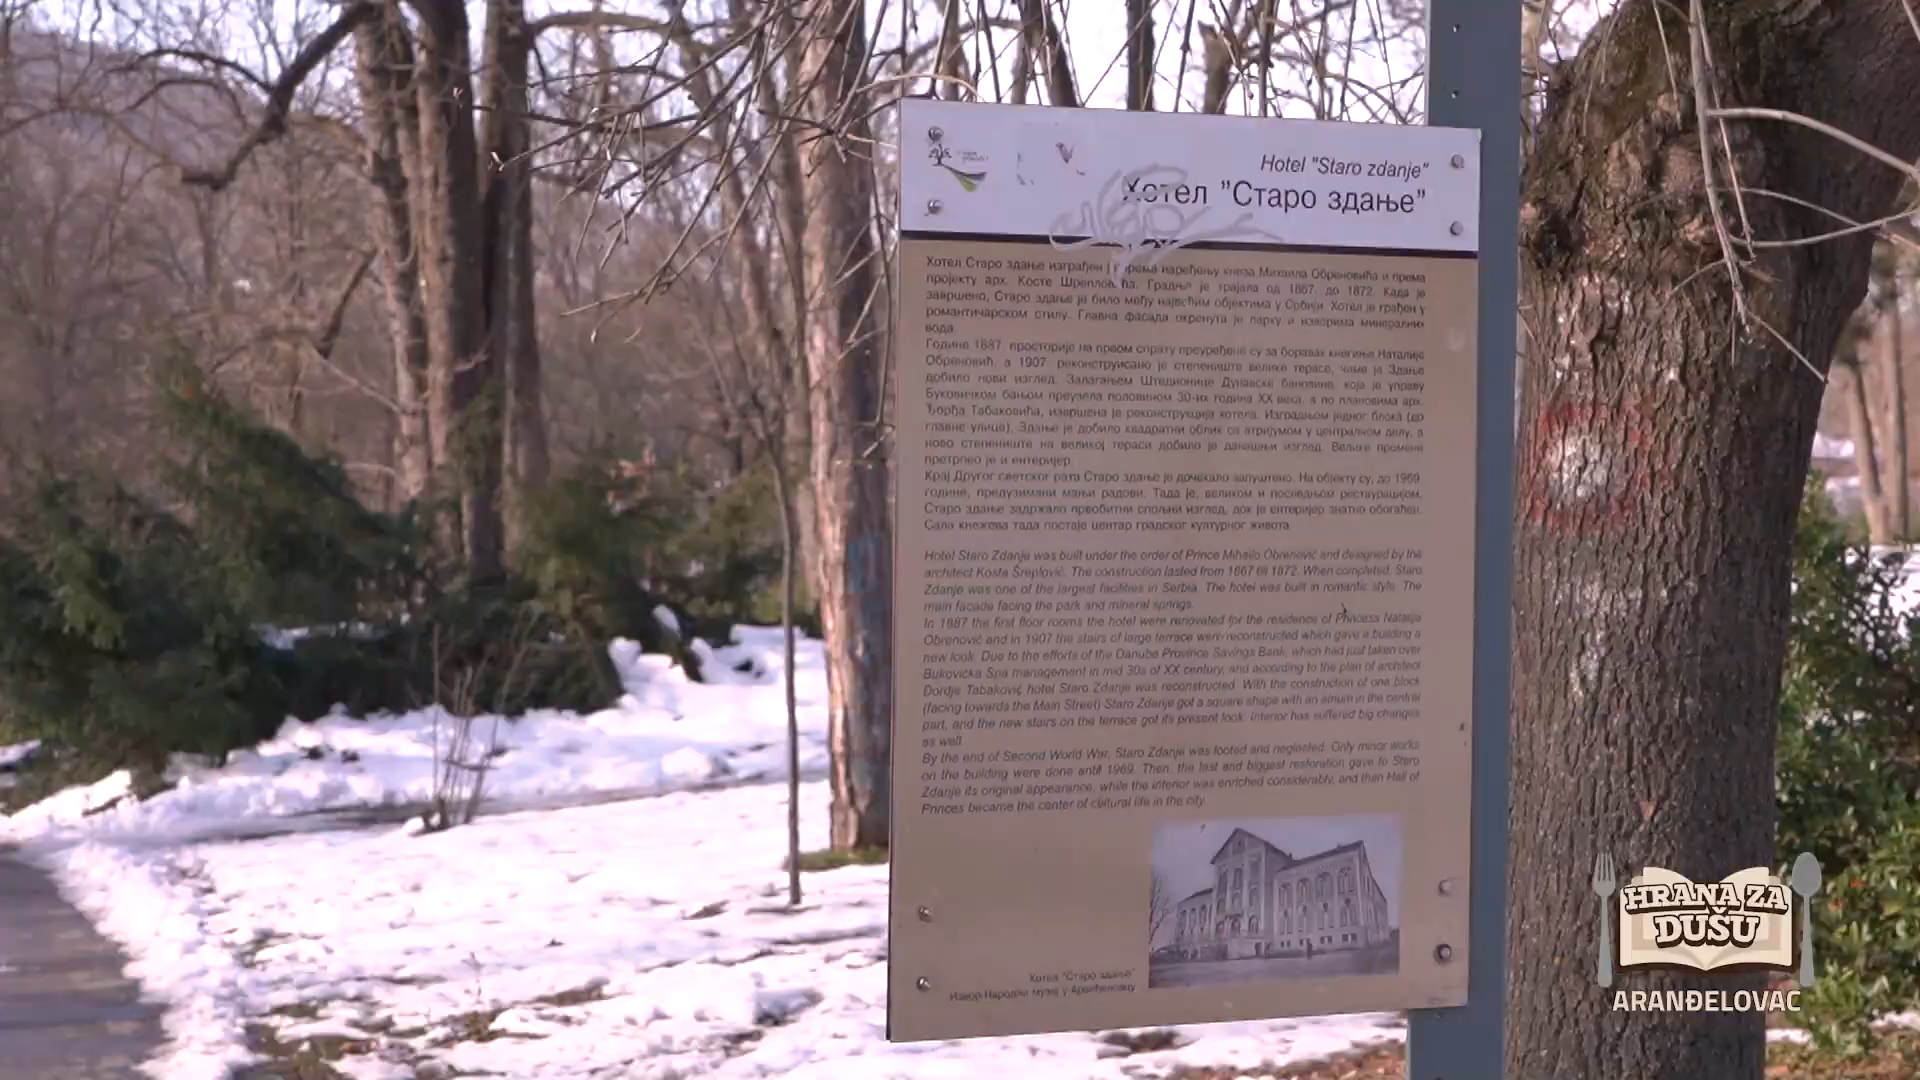 Hotel "Staro zdanje"
Хотел ”Старо здање”
Хотел Старо здање изграђен ј према наређењу кнеза Михаила Обреновића и према
пројекту арх. Косте Шрепловића. Градња је трајала од 1867. до 1872. Када је
завршено, Старо здање је било међу највећим објектима у Србији. Хотел је грађен у
романтичарском стилу. Главна фасада окренута је парку и изворима минералних
вода.
Године 1887. просторије на првом спрату преуређене су за боравак кнегиње Наталије
Обреновић, а 1907. реконструисано је степениште велике терасе, чиме је Здање
добило нови изглед. Залагањем Штедионице Дунавске бановине, која је управу
Буковичком бањом преузела половином 30-их година XX века, а по плановима арх.
Ђорђа Табаковића, извршена је реконструкција хотела. Изградњом једног блока (до
главне улице), Здање је добило квадратни облик са атријумом у централном делу, а
ново степениште на великој тераси добило је данашњи изглед. Велике промене
претрпео је и ентеријер.
Крај Другог светског рата Старо здање је дочекало запуштено. На објекту су, до 1969.
године, предузимани мањи радови. Тада је, великом и последњом рестаурацијом,
Старо здање задржало првобитни спољни изглед, док је ентеријер знатно обогаћен.
Сала кнежева тада постаје центар градског културног живота.
Hotel Staro Zdanje was built under the order of Prince Mihailo Obrenović and designed by the
architect Kosta Šreplović. The construction lasted from 1867 till 1872. When completed, Staro
Zdanje was one of the largest facilities in Serbia. The hotel was built in romantic style. The
main facade facing the park and mineral springs.
In 1887 the first floor rooms the hotel were renovated for the residence of Princess Natalija
Obrenović and in 1907 the stairs of large terrace were reconstructed which gave a building a
new look. Due to the efforts of the Danube Province Savings Bank, which had just taken over
Bukovička Spa management in mid 30s of XX century, and according to the plan of architect
Dordje Tabaković hotel Staro Zdanje was reconstructed. With the construction of one block
(facing towards the Main Street) Staro Zdanje got a square shape with an atrium in the central
part, and the new stairs on the terrace got its present look. Interior has suffered big changes
as well.
By the end of Second World War, Staro Zdanje was looted and neglected. Only minor works
on the building were done until 1969. Then, the last and biggest restoration gave to Staro
Zdanje its original appearance, while the interior was enriched considerably, and then Hall of
Princes became the center of cultural life in the city.
Хотел "Старо здање"
Извор Народни музеј у Аранђеловцу
HRANA ZA
DUŠU
ARANĐELOVAC